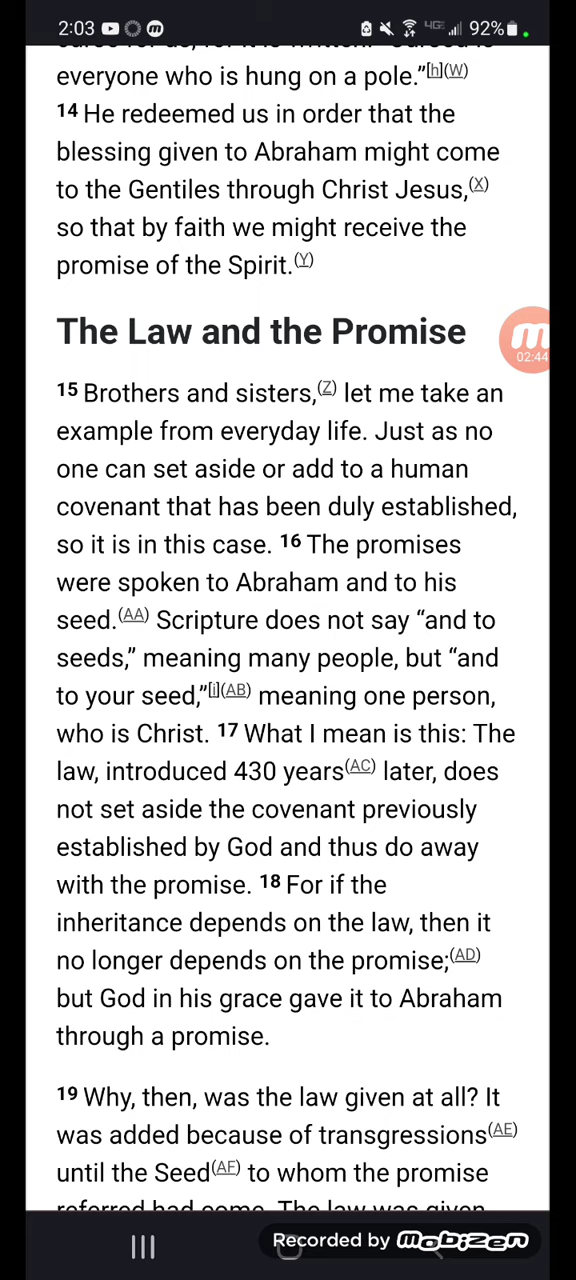 2:03
4GE 92%
everyone who is hung on a pole.”[h](W)
14 He redeemed us in order that the
blessing given to Abraham might come
to the Gentiles through Christ Jesus,(X)
so that by faith we might receive the
promise of the Spirit.(Y)
The Law and the Promise
02:44
15 Brothers and sisters,(Z) let me take an
example from everyday life. Just as no
one can set aside or add to a human
covenant that has been duly established,
so it is in this case. 16 The promises
were spoken to Abraham and to his
seed.(AA) Scripture does not say “and to
seeds,” meaning many people, but “and
to your seed,”[i](AB) meaning one person,
who is Christ. 17 What I mean is this: The
law, introduced 430 years(AC) later, does
not set aside the covenant previously
established by God and thus do away
with the promise. 18 For if the
inheritance depends on the law, then it
no longer depends on the promise;(AD)
but God in his grace gave it to Abraham
through a promise.
19 Why, then, was the law given at all? It
was added because of transgressions(AE)
until the Seed(AF) to whom the promise
referred had come. The law was given
Recorded by mobizen